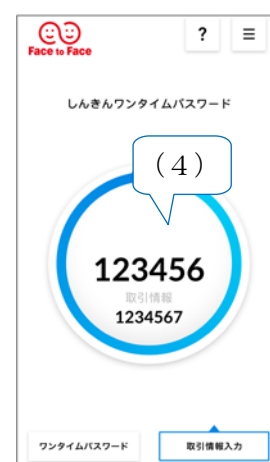 Face to Face
?
しんきんワンタイムパスワード
(4)
123456
取引情報
1234567
ワンタイムパスワード
取引情報入力